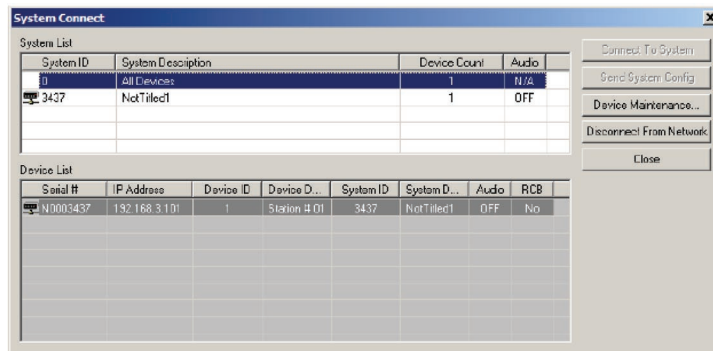 System Connect
System List
System ID System Description Device Count Audio
0 All Devices 1 N/A
3437 NotTitled1 1 OFF
Connect To System
Send System Config
Device Maintenance...
Disconnect From Network
Close
Device List
Serial # IP Address Device ID Device D... System ID System D... Audio RCB
N0003437 192.168.3.101 1 Station # 01 3437 NotTitled1 OFF No